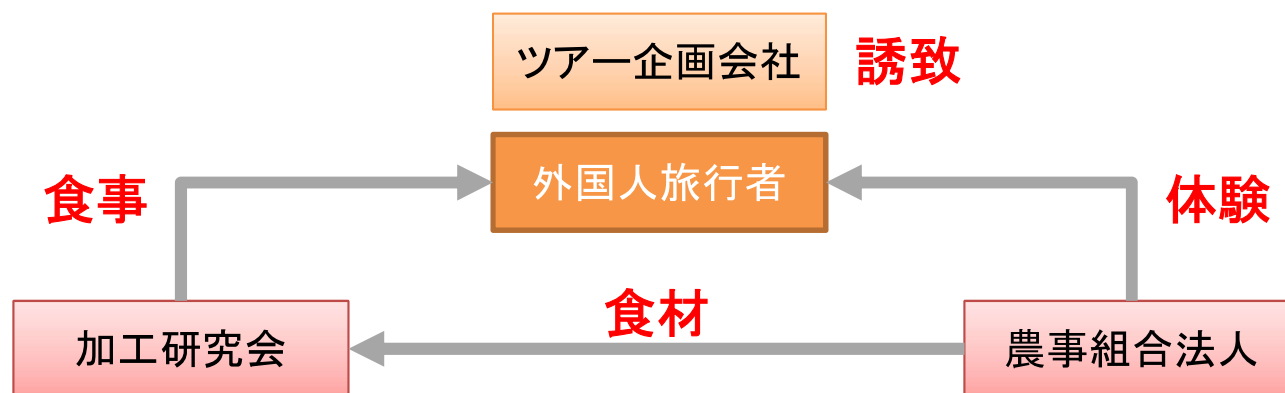 ツアー企画会社
誘致
外国人旅行者
食事
体験
食材
加工研究会
農事組合法人